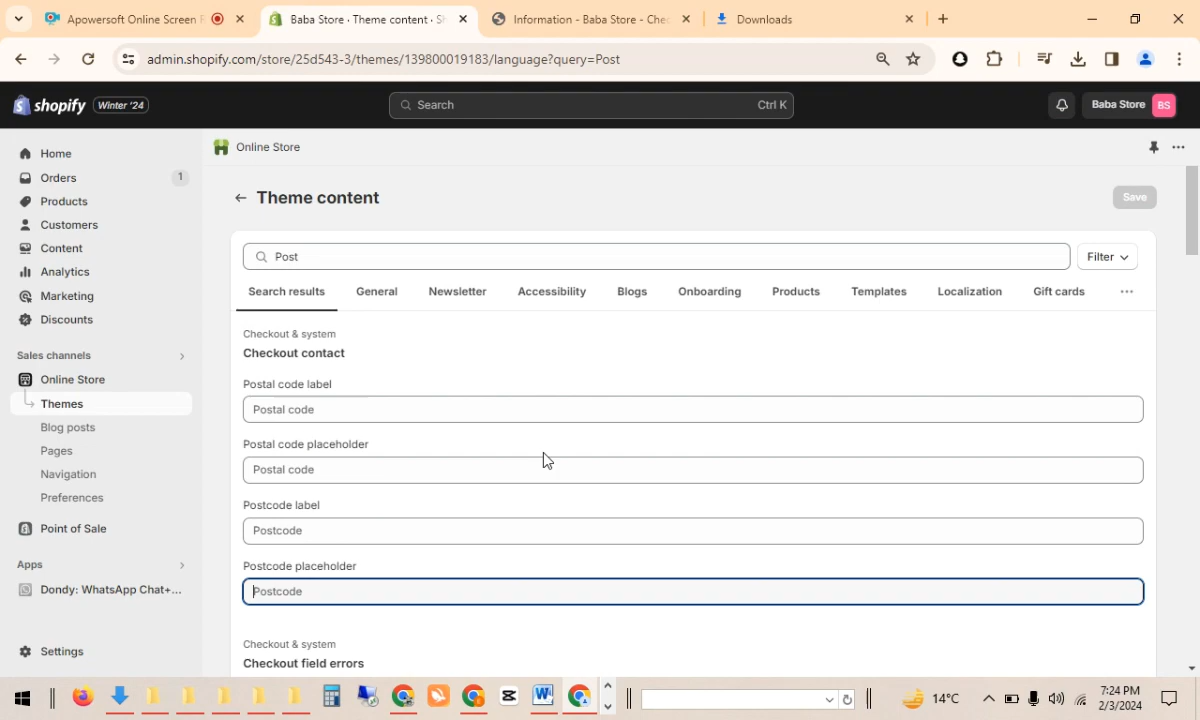 Apowersoft Online Screen R
Baba Store · Theme content · Sh
Information - Baba Store - Chec
Downloads
admin.shopify.com/store/25d543-3/themes/139800019183/language?query=Post
shopify
Winter '24
Search
Ctrl K
Baba Store
BS
Home
Orders
1
Products
Customers
Content
Analytics
Marketing
Discounts
Sales channels
Online Store
Themes
Blog posts
Pages
Navigation
Preferences
Point of Sale
Apps
Dondy: WhatsApp Chat+...
Settings
Online Store
Theme content
Save
Post
Filter
Search results
General
Newsletter
Accessibility
Blogs
Onboarding
Products
Templates
Localization
Gift cards
Checkout & system
Checkout contact
Postal code label
Postal code
Postal code placeholder
Postal code
Postcode label
Postcode
Postcode placeholder
Postcode
Checkout & system
Checkout field errors
14°C
7:24 PM
2/3/2024